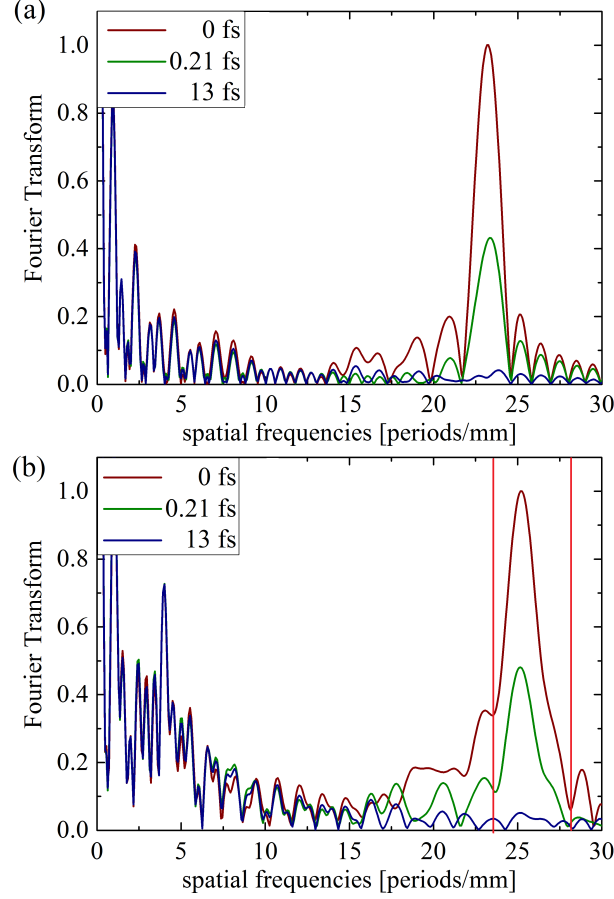 (a)
0 fs
0.21 fs
13 fs
Fourier Transform
1.0
0.8
0.6
0.4
0.2
0.0
0 5 10 15 20 25 30
spatial frequencies [periods/mm]
(b)
0 fs
0.21 fs
13 fs
Fourier Transform
1.0
0.8
0.6
0.4
0.2
0.0
0 5 10 15 20 25 30
spatial frequencies [periods/mm]